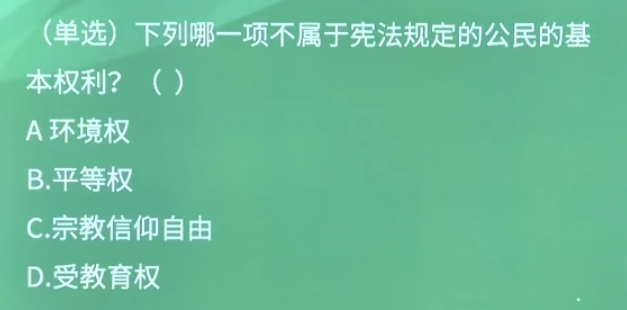 （单选）下列哪一项不属于宪法规定的公民的基
本权利？（ ）
A 环境权
B.平等权
C.宗教信仰自由
D.受教育权